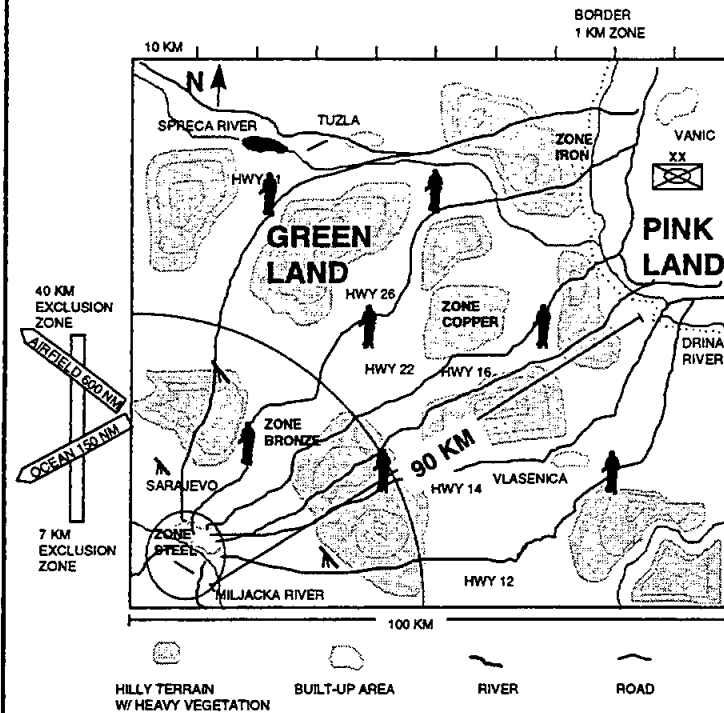 BORDER
1 KM ZONE
10 KM
N
SPRECA RIVER
TUZLA
ZONE
IRON
VANIC
XX
HWY
GREEN
LAND
PINK
LAND
40 KM
EXCLUSION
ZONE
HWY 26
ZONE
COPPER
DRINA
RIVER
AIRFIELD 600 NM
HWY 22
HWY 16
ZONE
BRONZE
90 KM
OCEAN 150 NM
SARAJEVO
HWY 14
VLASENICA
7 KM
EXCLUSION
ZONE
ZONE
STEEL
HWY 12
MILJACKA RIVER
100 KM
HILLY TERRAIN
W/ HEAVY VEGETATION
BUILT-UP AREA
RIVER
ROAD